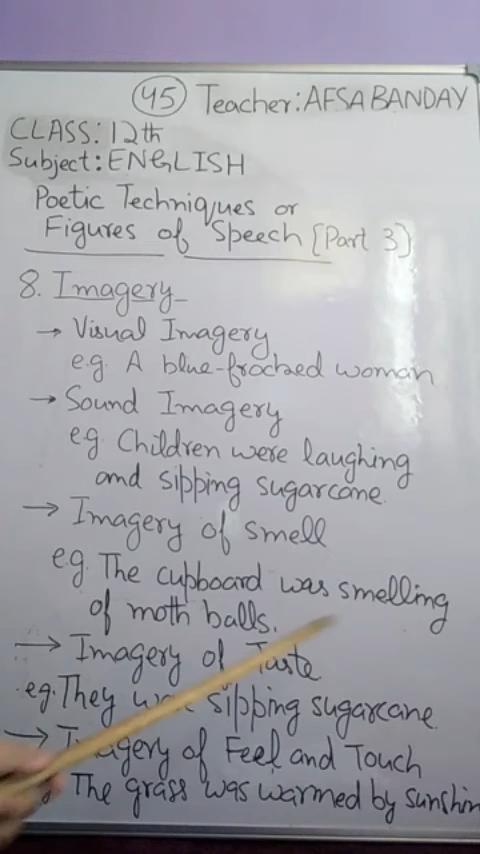 45 Teacher: AFSA BANDAY
CLASS: 12th
Subject: ENGLISH
Poetic Techniques or
Figures of Speech [Part 3]
8. Imagery
→ Visual Imagery
e.g. A blue-frocked woman
→ Sound Imagery
eg. Children were laughing
and sipping sugarcane.
→ Imagery of smell
e.g. The cupboard was smelling
of moth balls.
→ Imagery of Taste
eg. They sipping sugarcane.
→ Imagery of Feel and Touch
The grass was warmed by